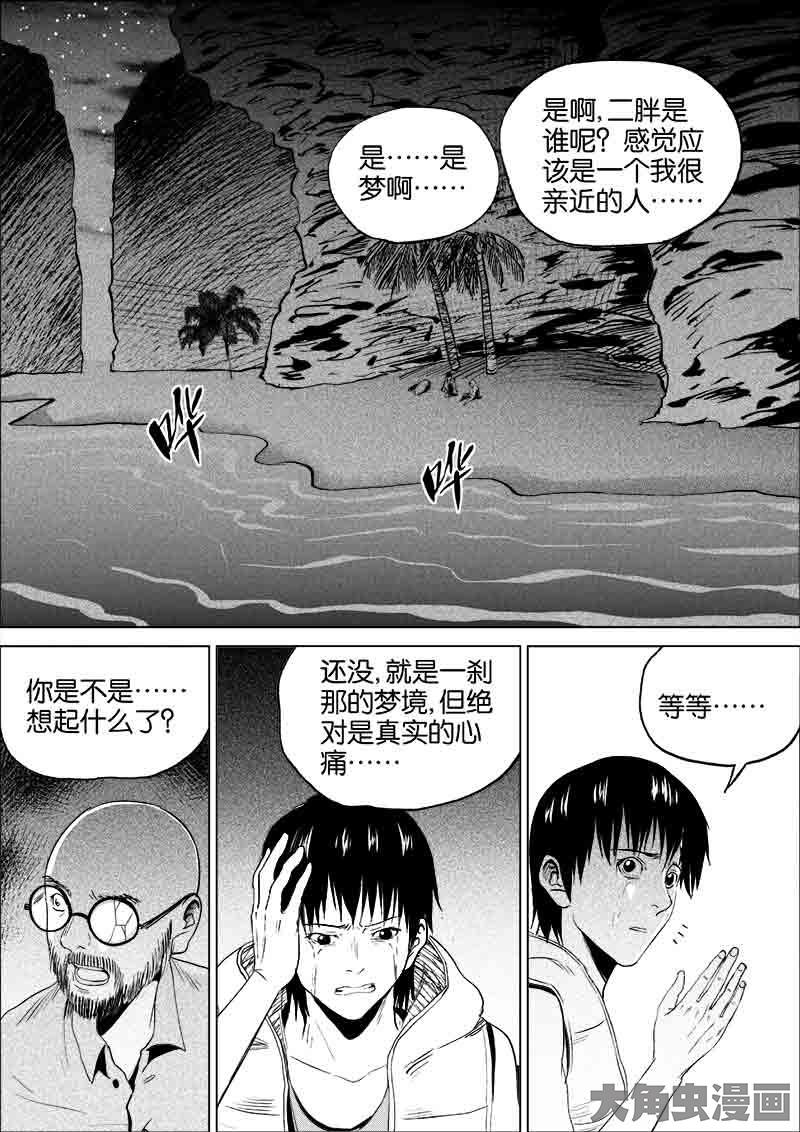 是……是
梦啊……
是啊,二胖是
谁呢?感觉应
该是一个我很
亲近的人……
哗
哗
你是不是……
想起什么了?
还没,就是一刹
那的梦境,但绝
对是真实的心
痛……
等等……
大角虫漫画